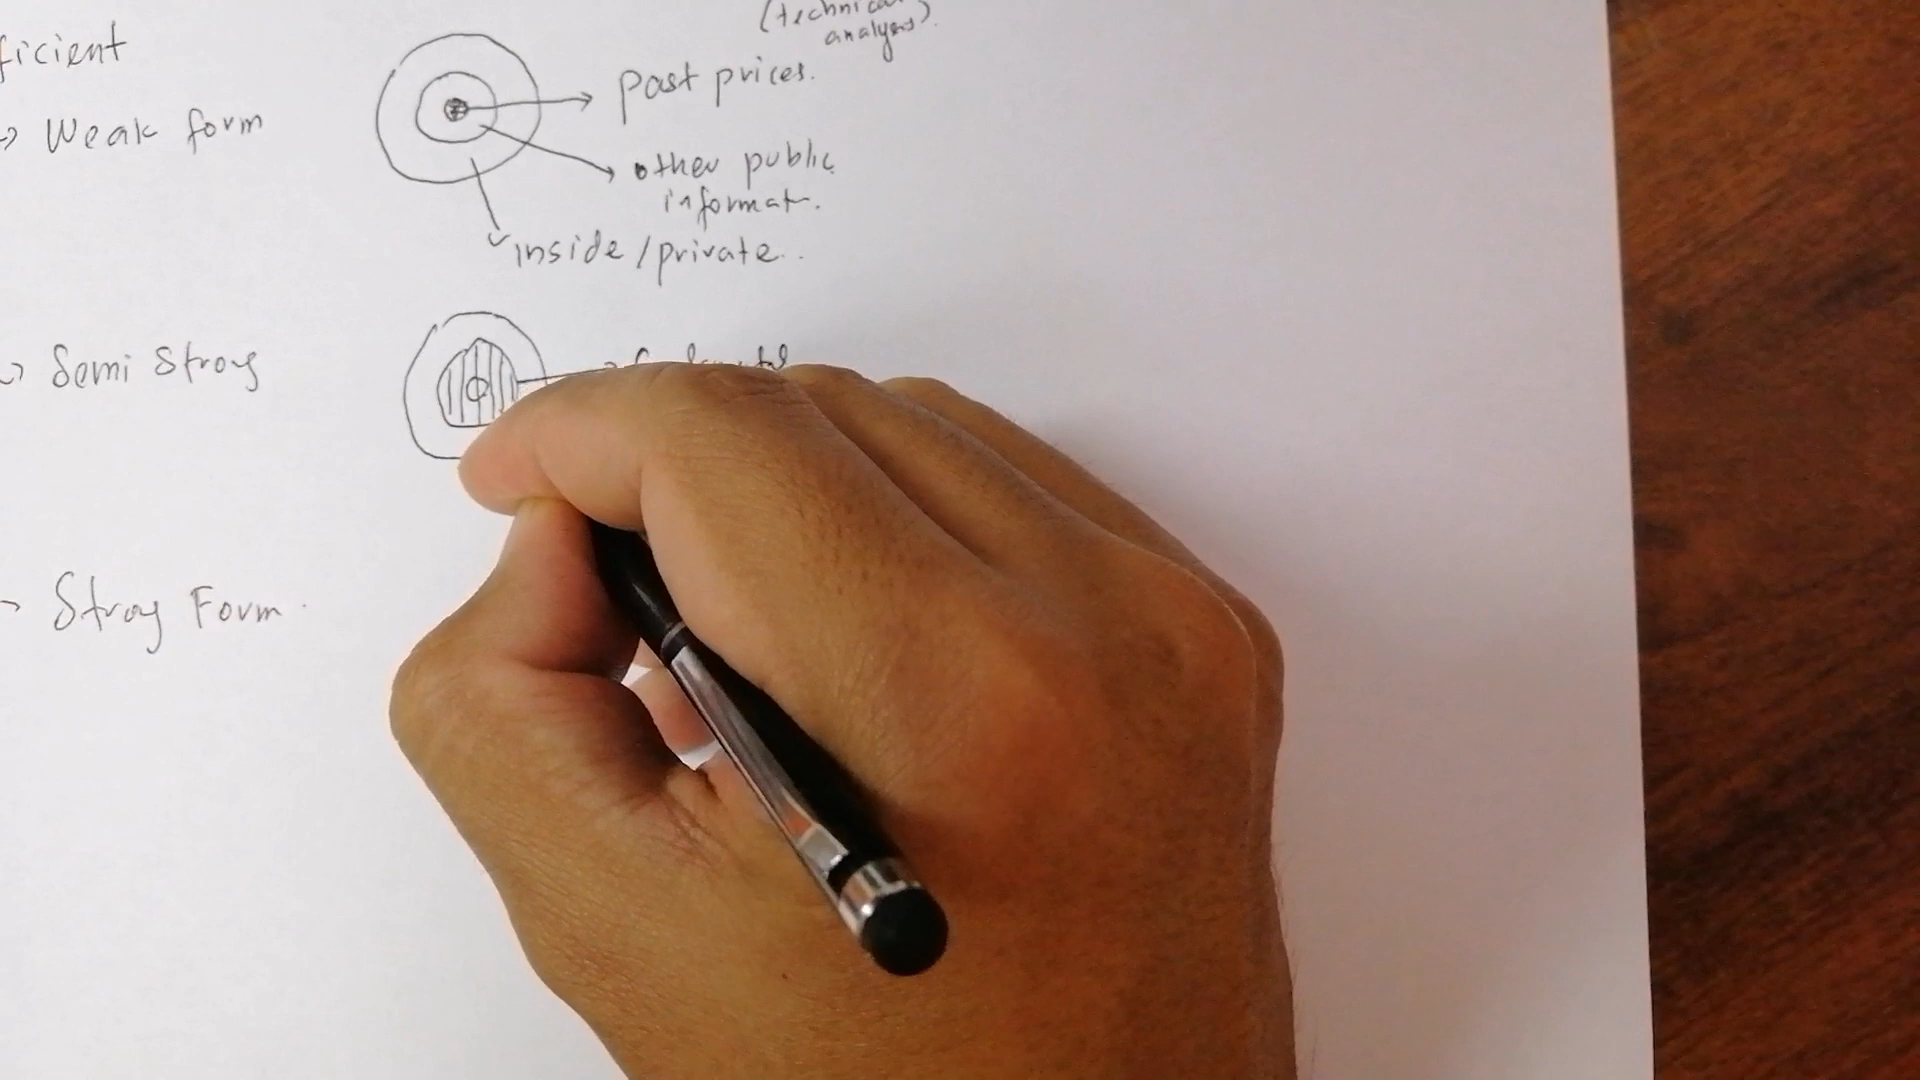 (technical
analysis).
ficient
past prices.
→ Weak form
other public
informat.
inside/private..
→ Semi Strong
→ Strong Form.